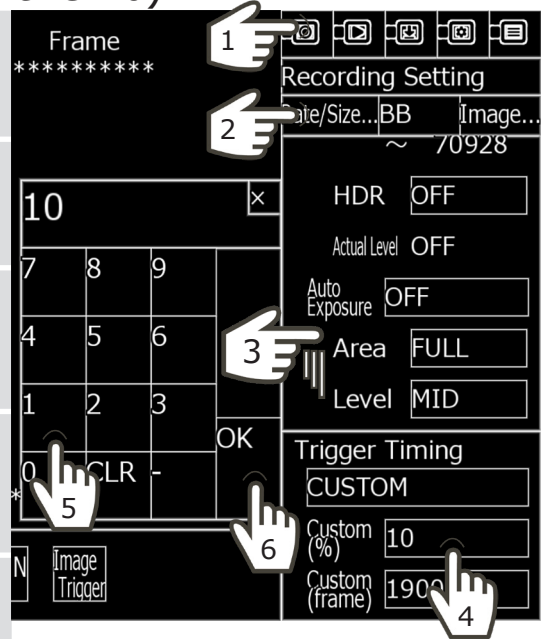 Frame
**********
1
Recording Setting
2
Rate/Size... BB Image...
～ 70928
10 ×
7 8 9
4 5 6
1 2 3
OK
0 CLR -
HDR OFF
Actual Level OFF
Auto Exposure OFF
3
Area FULL
Level MID
Trigger Timing
CUSTOM
Custom (%) 10
Custom (frame)
4
5
6
*
N
Image
Trigger